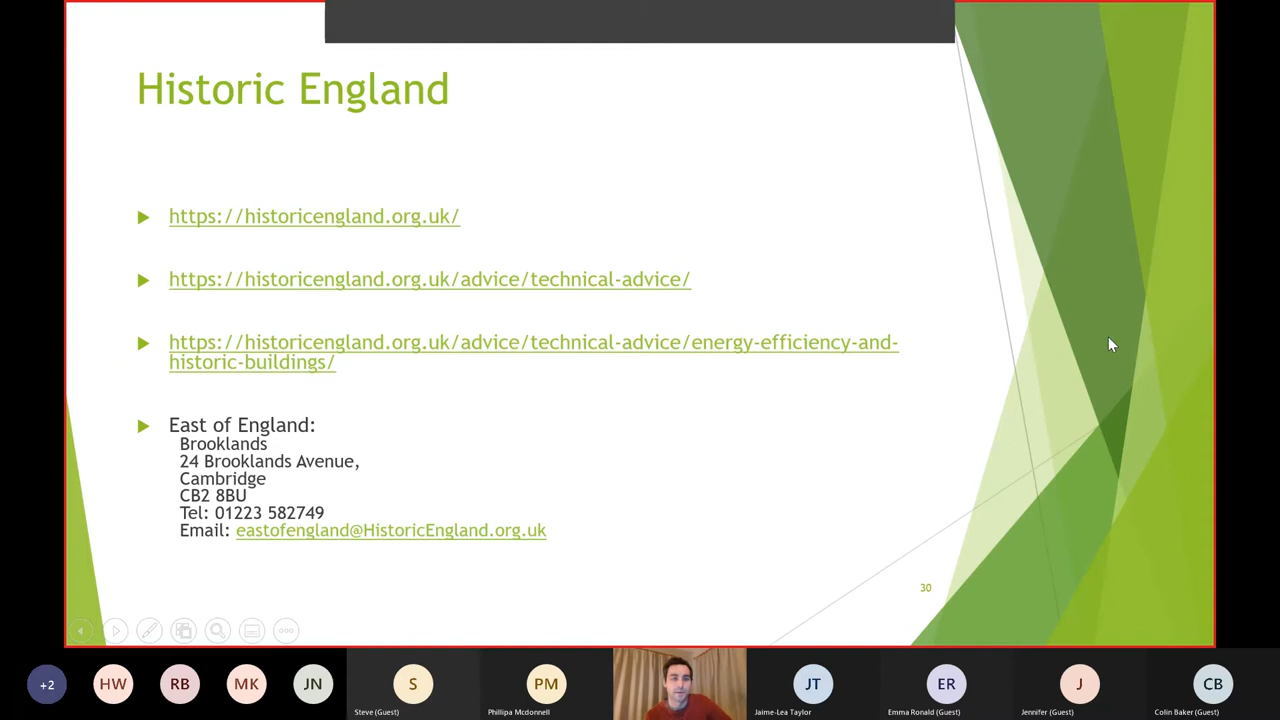 Historic England
https://historicengland.org.uk/
https://historicengland.org.uk/advice/technical-advice/
https://historicengland.org.uk/advice/technical-advice/energy-efficiency-and-
historic-buildings/
East of England:
Brooklands
24 Brooklands Avenue,
Cambridge
CB2 8BU
Tel: 01223 582749
Email: eastofengland@HistoricEngland.org.uk
30
+2
HW
RB
MK
JN
S
PM
JT
ER
J
CB
Steve (Guest)
Phillipa Mcdonnell
Jaime-Lea Taylor
Emma Ronald (Guest)
Jennifer (Guest)
Colin Baker (Guest)